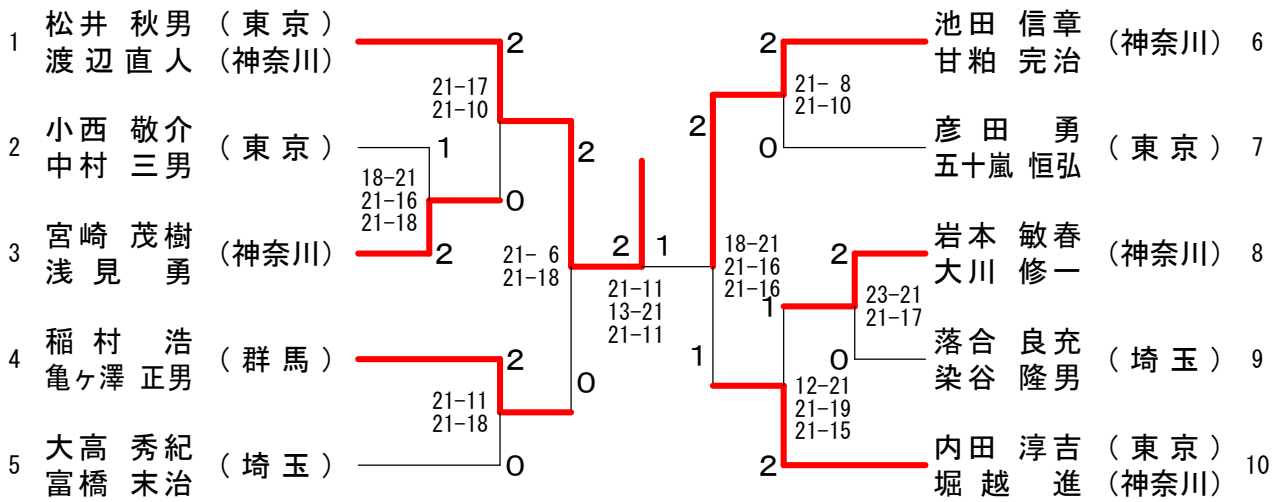 1 松井 秋男 (東京)
渡辺直人 (神奈川)
2
21-17
21-10
2 小西 敬介 (東京)
中村 三男
1
18-21
21-16
21-18
0
3 宮崎 茂樹 (神奈川)
浅見 勇
2
2
21- 6
21-18
4 稲村 浩 (群馬)
亀ヶ澤 正男
2
0
21-11
21-18
5 大高 秀紀 (埼玉)
富橋 末治
0
2 1
21-11
13-21
21-11
池田 信章 (神奈川) 6
甘粕 完治
2
21- 8
21-10
2
彦田 勇 (東京) 7
五十嵐 恒弘
0
18-21
21-16
21-16
岩本 敏春 (神奈川) 8
大川 修一
2
1
23-21
21-17
落合 良充 (埼玉) 9
染谷 隆男
0
1
12-21
21-19
21-15
内田 淳吉 (東京) 10
堀越 進 (神奈川)
2